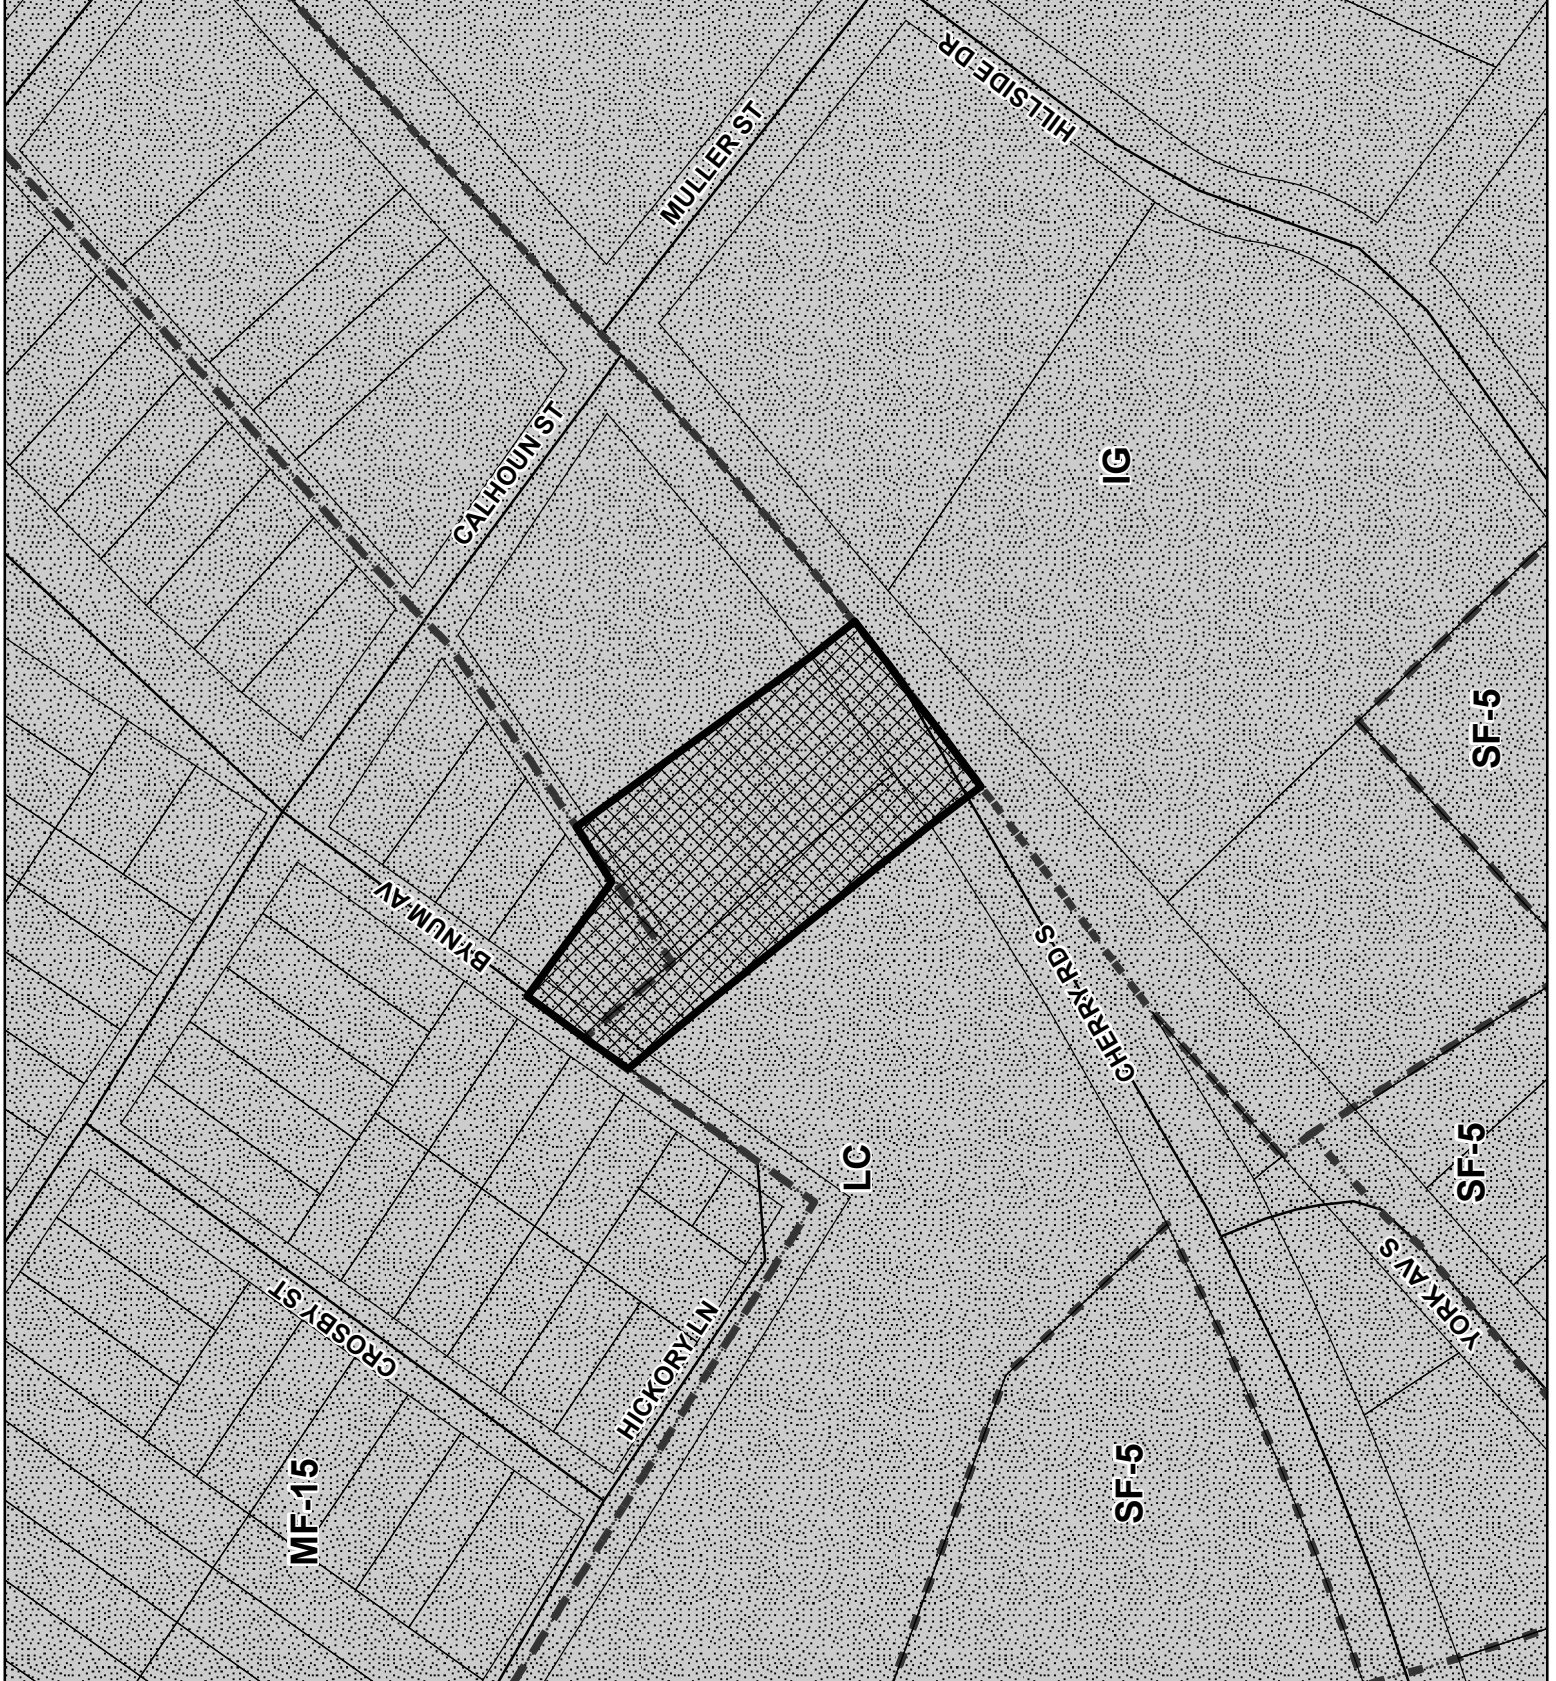 HILLSIDE DR
MULLER ST
CALHOUN ST
IG
SF-5
BYNUM AV
CHERRY RD S
LC
SF-5
YORK AV S
CROSBY ST
HICKORY LN
MF-15
SF-5